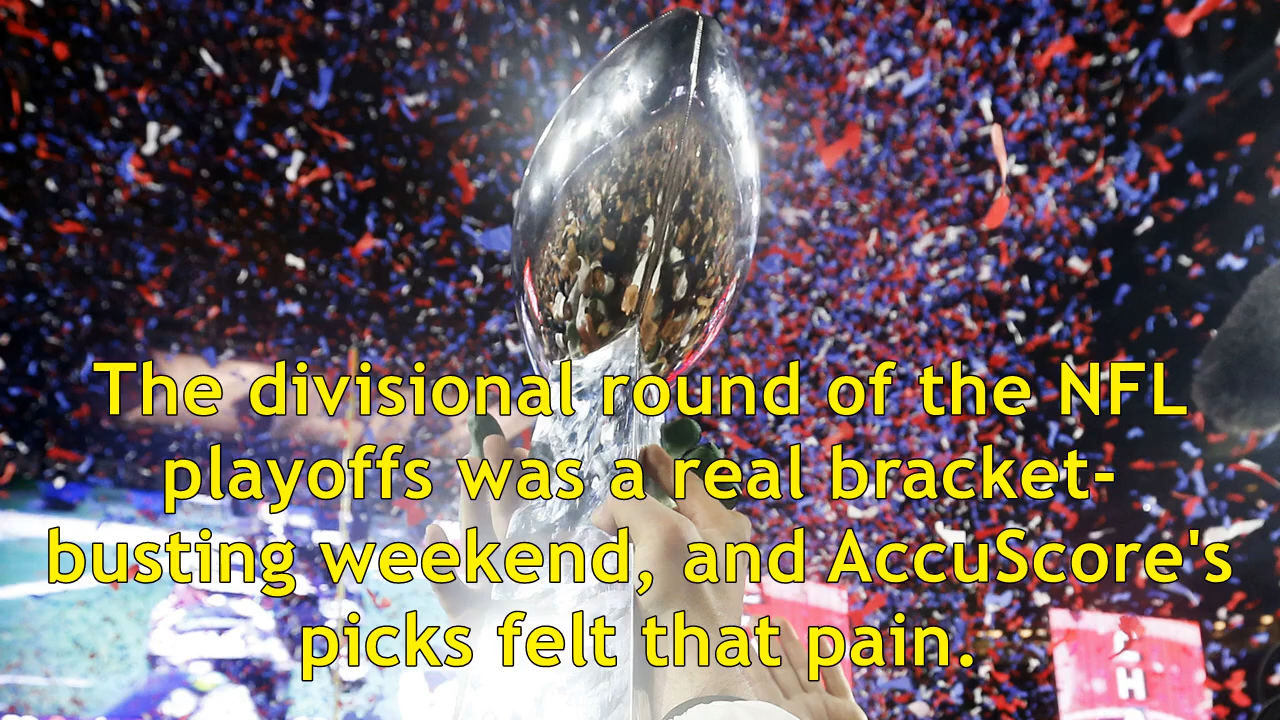 The divisional round of the NFL
playoffs was a real bracket-
busting weekend, and AccuScore's
picks felt that pain.
H